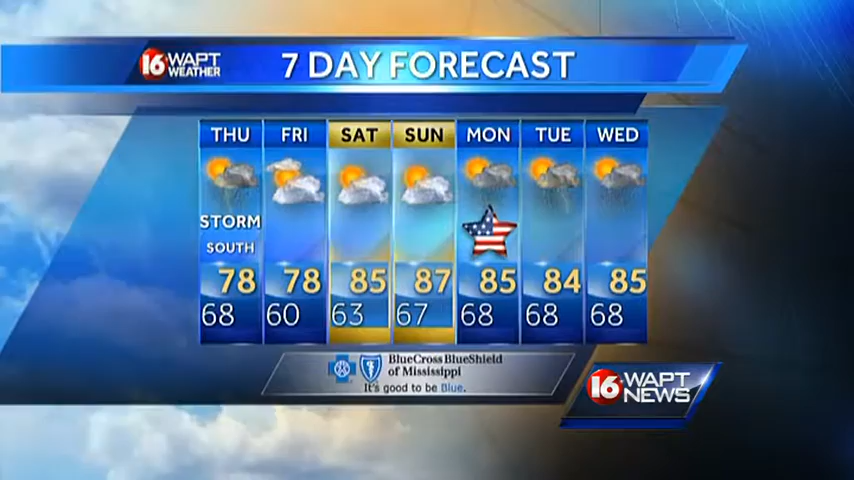 16 WAPT WEATHER
7 DAY FORECAST
THU FRI SAT SUN MON TUE WED
STORM
SOUTH
78 78 85 87 85 84 85
68 60 63 67 68 68 68
BlueCross BlueShield
of Mississippi
It's good to be Blue.
16 WAPT
NEWS